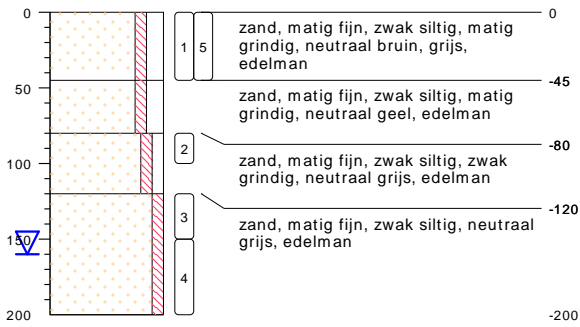 0
50
100
150
200
1
5
2
3
4
zand, matig fijn, zwak siltig, matig
grindig, neutraal bruin, grijs,
edelman
zand, matig fijn, zwak siltig, matig
grindig, neutraal geel, edelman
zand, matig fijn, zwak siltig, zwak
grindig, neutraal grijs, edelman
zand, matig fijn, zwak siltig, neutraal
grijs, edelman
0
-45
-80
-120
-200